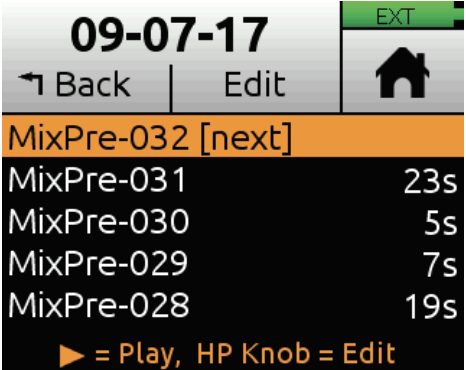 09-07-17
EXT
Back
Edit
MixPre-032 [next]
MixPre-031 23s
MixPre-030 5s
MixPre-029 7s
MixPre-028 19s
▶ = Play, HP Knob = Edit